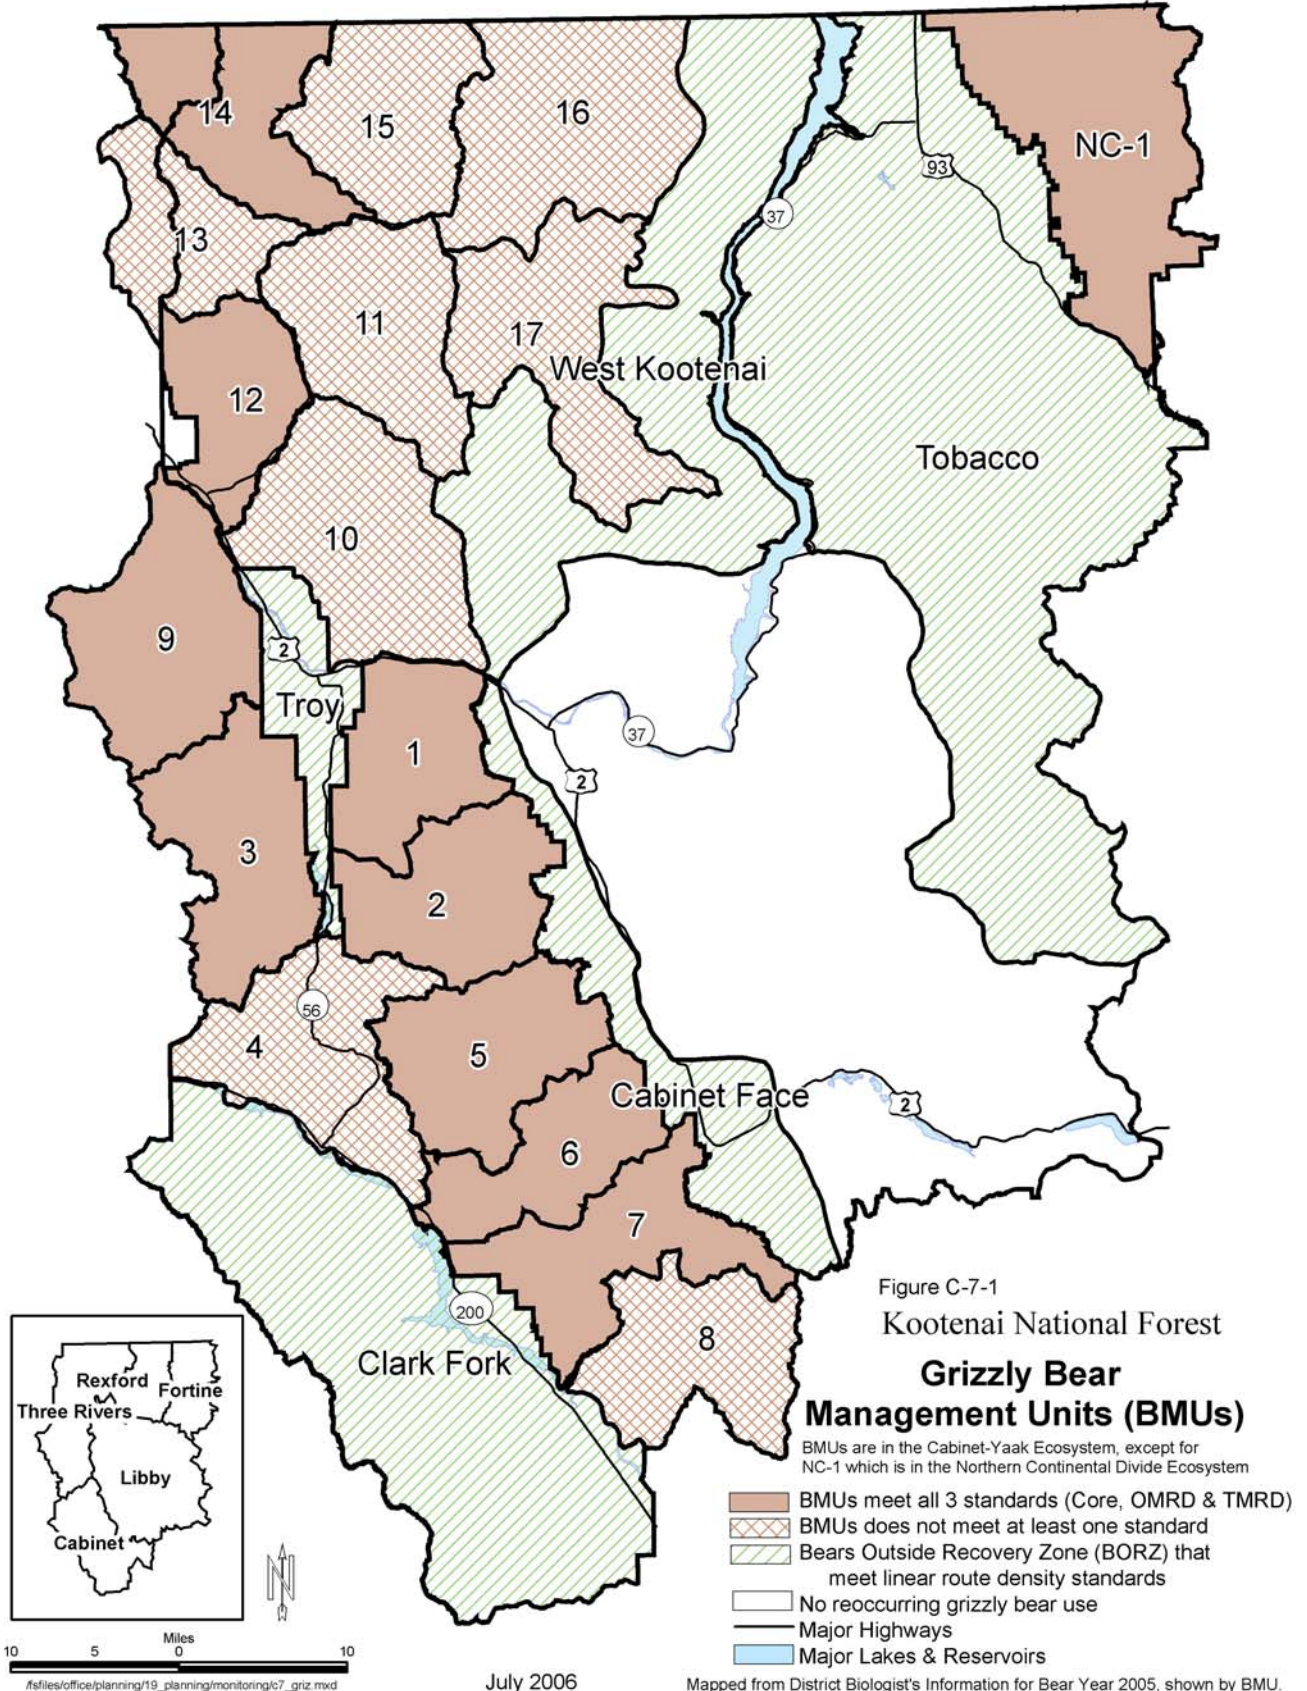 14
15
16
NC-1
93
37
13
11
17
West Kootenai
12
Tobacco
10
9
2
Troy
1
37
2
3
2
56
4
5
Cabinet Face
2
6
7
8
200
Clark Fork
Figure C-7-1
Kootenai National Forest
Grizzly Bear
Management Units (BMUs)
BMUs are in the Cabinet-Yaak Ecosystem, except for
NC-1 which is in the Northern Continental Divide Ecosystem
BMUs meet all 3 standards (Core, OMRD & TMRD)
BMUs does not meet at least one standard
Bears Outside Recovery Zone (BORZ) that
meet linear route density standards
No reoccurring grizzly bear use
Major Highways
Major Lakes & Reservoirs
Rexford
Fortine
Three Rivers
Libby
Cabinet
N
Miles
10 5 0 10
/fsfiles/office/planning/19_planning/monitoring/c7_griz.mxd
July 2006
Mapped from District Biologist's Information for Bear Year 2005, shown by BMU.